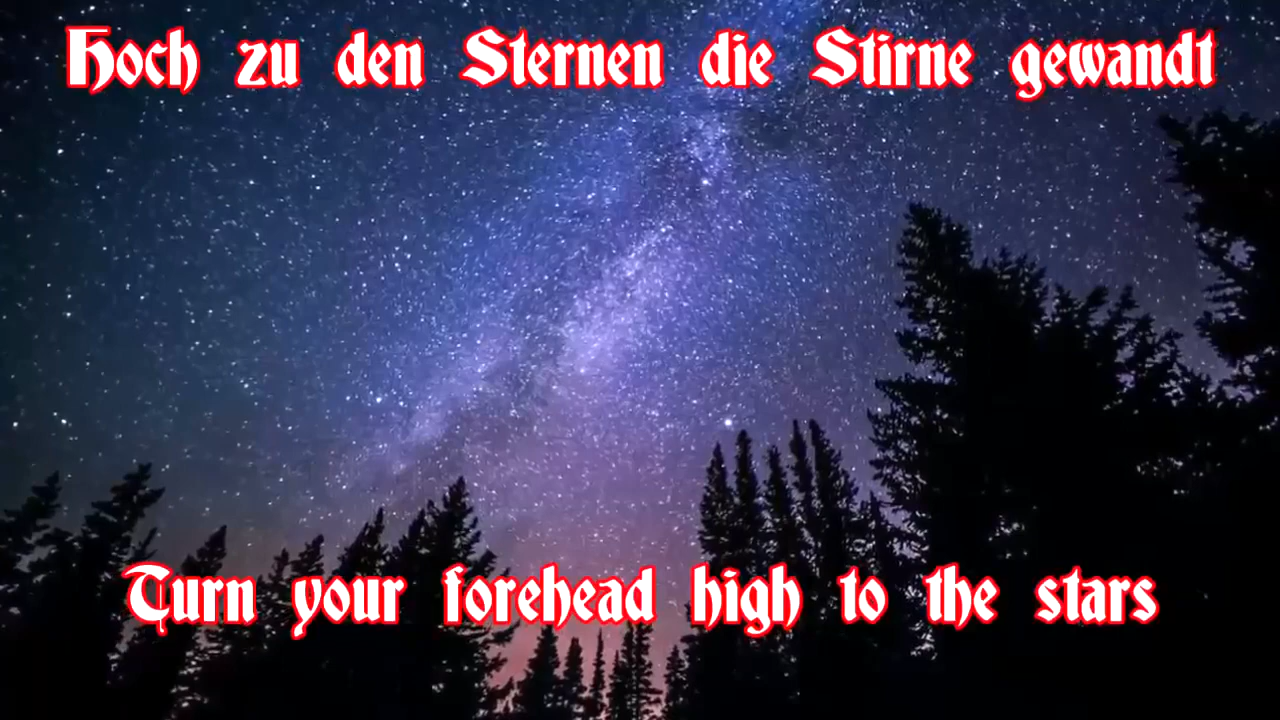 Hoch zu den Sternen die Stirne gewandt
Turn your forehead high to the stars